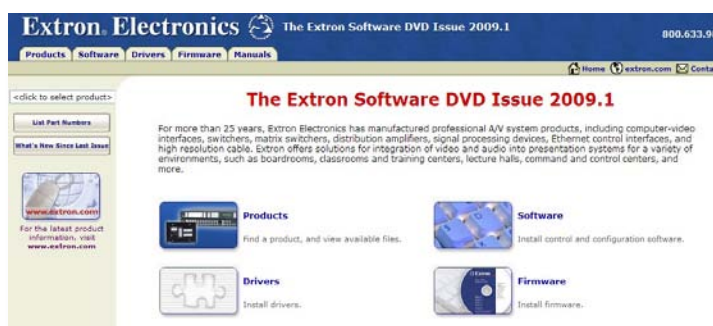 Extron. Electronics The Extron Software DVD Issue 2009.1
Products Software Drivers Firmware Manuals
Home extron.com
<click to select product>
List Part Numbers
What's New Since Last Issue
www.extron.com
For the latest product
information, visit
www.extron.com
The Extron Software DVD Issue 2009.1
For more than 25 years, Extron Electronics has manufactured professional A/V system products, including computer-video
interfaces, switchers, matrix switchers, distribution amplifiers, signal processing devices, Ethernet control interfaces, and
high resolution cable. Extron offers solutions for integration of video and audio into presentation systems for a variety of
environments, such as boardrooms, classrooms and training centers, lecture halls, command and control centers, and
more.
Products
Find a product, and view available files.
Software
Install control and configuration software.
Drivers
Install drivers.
Extron
Firmware
Install firmware.